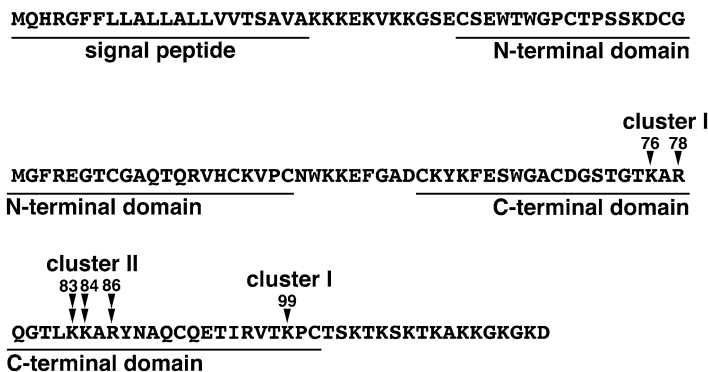 MQHRGFFLLALLALLVVTSAVAKKKEKVKKGSECSEWTWGPCTPSSKDCG
signal peptide N-terminal domain
cluster I
76 78
MGFREGTCGAQTQRVHCKVPCNWKKEFGADCKYKFESWGACDGSTGTKAR
N-terminal domain C-terminal domain
cluster II cluster I
83 84 86 99
QGTLKKARYNAQCQETIRVTKPCTSKTKSKTKAKKGKGKD
C-terminal domain